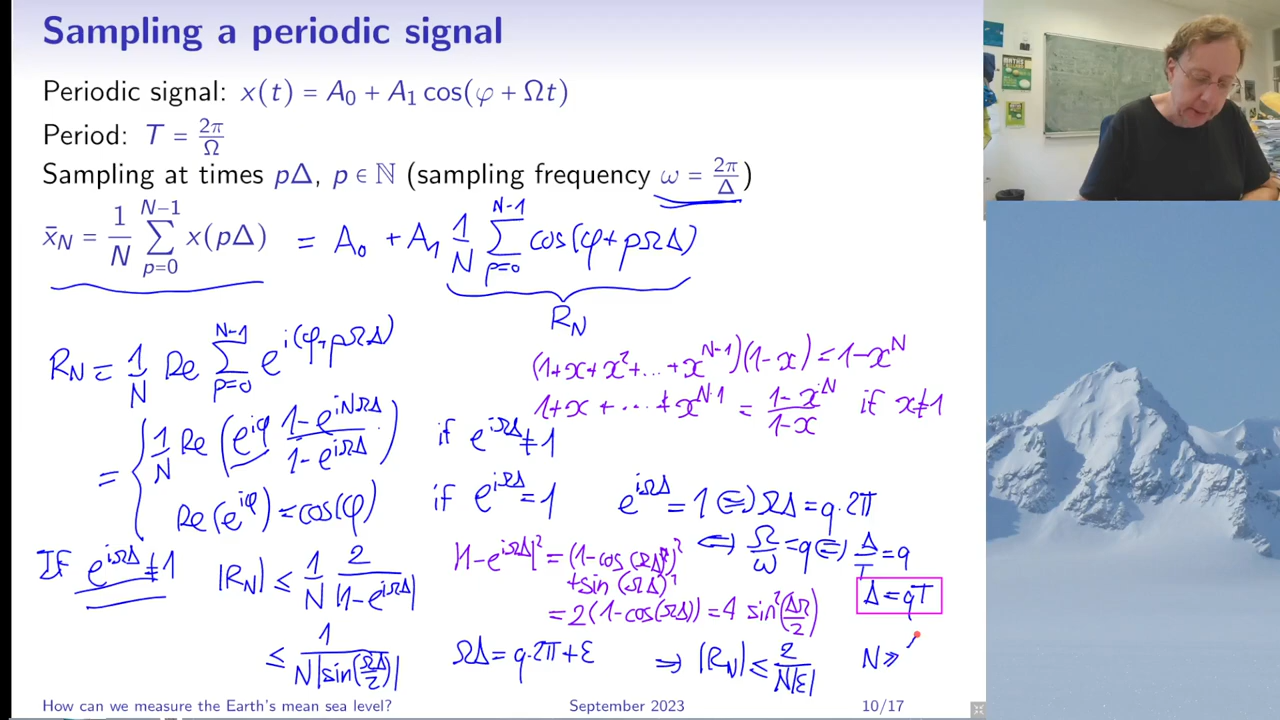 Sampling a periodic signal
Periodic signal: x(t) = A₀ + A₁ cos(φ + Ωt)
Period: T = 2π/Ω
Sampling at times pΔ, p ∈ ℕ (sampling frequency ω = 2π/Δ)
x̄_N = 1/N ∑_{p=0}^{N-1} x(pΔ) = A₀ + A₁ 1/N ∑_{p=0}^{N-1} cos(φ+pΩΔ)
R_N
R_N = 1/N Re ∑_{p=0}^{N-1} e^{i(φ+pΩΔ)}
(1+x+x²+...+x^{N-1})(1-x)=1-x^N
1+x+...+x^{N-1} = (1-x^N)/(1-x) if x≠1
= { 1/N Re (e^{iφ} (1-e^{iNΩΔ})/(1-e^{iΩΔ})) if e^{iΩΔ}≠1
Re(e^{iφ})=cos(φ) if e^{iΩΔ}=1
e^{iΩΔ}=1 ⇔ ΩΔ=q·2π
⇔ Ω/ω=q ⇔ Δ/T=q
Δ=qT
If e^{iΩΔ}≠1 |R_N| ≤ 1/N 2/|1-e^{iΩΔ}|
|1-e^{iΩΔ}|² = (1-cos(ΩΔ))²
+sin(ΩΔ)²
=2(1-cos(ΩΔ))=4 sin²(ΔΩ/2)
≤ 1/(N|sin(ΩΔ/2)|) ΩΔ=q·2π+ε ⇒ |R_N| ≤ 2/(N|ε|) N≫
How can we measure the Earth's mean sea level?
September 2023
10/17